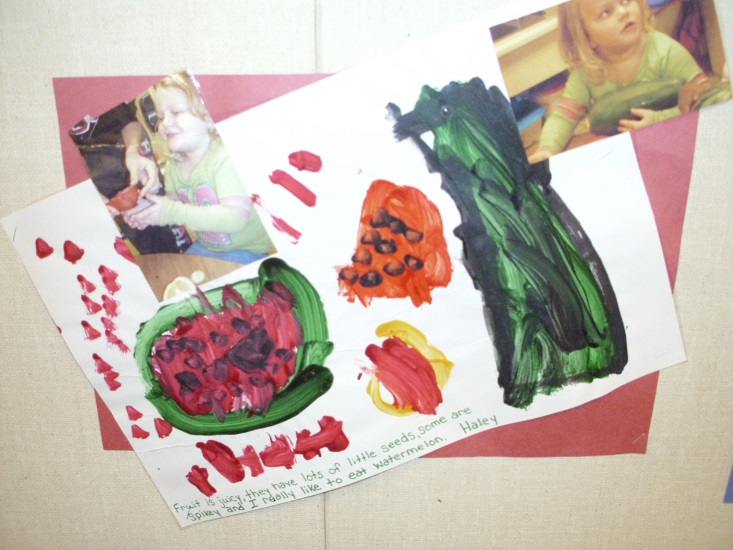 Fruit is juicy, they have lots of little seeds, some are
spikey and I really like to eat watermelon. Haley